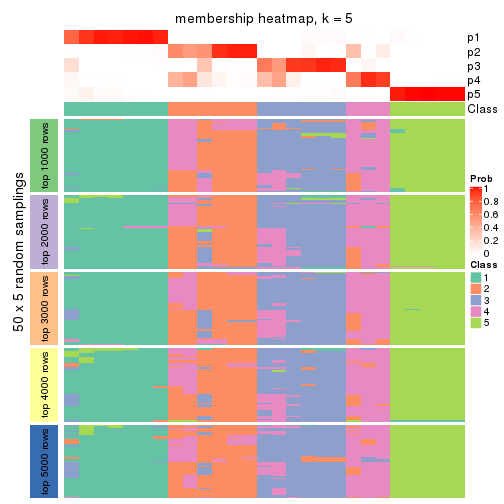 membership heatmap, k = 5
p1
p2
p3
p4
p5
Class
50 x 5 random samplings
top 1000 rows
top 2000 rows
top 3000 rows
top 4000 rows
top 5000 rows
Prob
1
0.8
0.6
0.4
0.2
0
Class
1
2
3
4
5